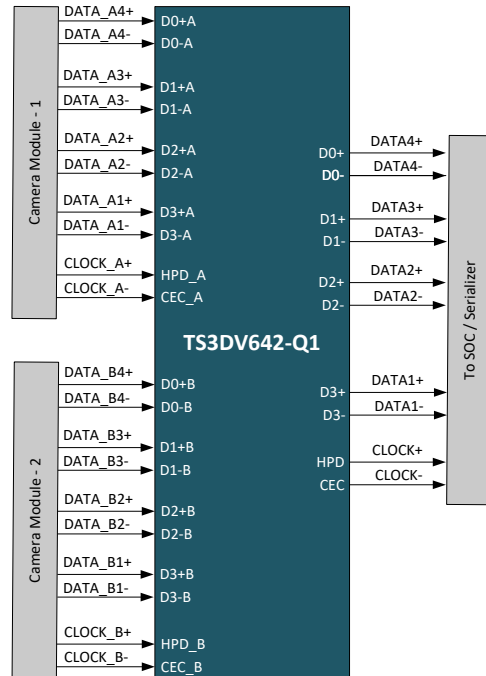 Camera Module - 1
DATA_A4+
DATA_A4-
DATA_A3+
DATA_A3-
DATA_A2+
DATA_A2-
DATA_A1+
DATA_A1-
CLOCK_A+
CLOCK_A-
D0+A
D0-A
D1+A
D1-A
D2+A
D2-A
D3+A
D3-A
HPD_A
CEC_A
TS3DV642-Q1
Camera Module - 2
DATA_B4+
DATA_B4-
DATA_B3+
DATA_B3-
DATA_B2+
DATA_B2-
DATA_B1+
DATA_B1-
CLOCK_B+
CLOCK_B-
D0+B
D0-B
D1+B
D1-B
D2+B
D2-B
D3+B
D3-B
HPD_B
CEC_B
D0+
D0-
D1+
D1-
D2+
D2-
D3+
D3-
HPD
CEC
DATA4+
DATA4-
DATA3+
DATA3-
DATA2+
DATA2-
DATA1+
DATA1-
CLOCK+
CLOCK-
To SOC / Serializer